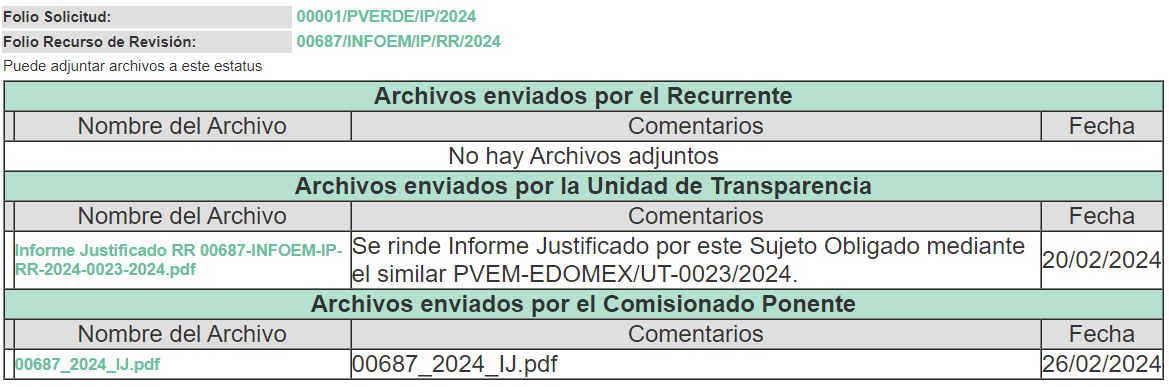 Folio Solicitud: 00001/PVERDE/IP/2024
Folio Recurso de Revisión: 00687/INFOEM/IP/RR/2024
Puede adjuntar archivos a este estatus
Archivos enviados por el Recurrente
Nombre del Archivo Comentarios Fecha
No hay Archivos adjuntos
Archivos enviados por la Unidad de Transparencia
Nombre del Archivo Comentarios Fecha
Informe Justificado RR 00687-INFOEM-IP-
RR-2024-0023-2024.pdf
Se rinde Informe Justificado por este Sujeto Obligado mediante
el similar PVEM-EDOMEX/UT-0023/2024.
20/02/2024
Archivos enviados por el Comisionado Ponente
Nombre del Archivo Comentarios Fecha
00687_2024_IJ.pdf 00687_2024_IJ.pdf 26/02/2024